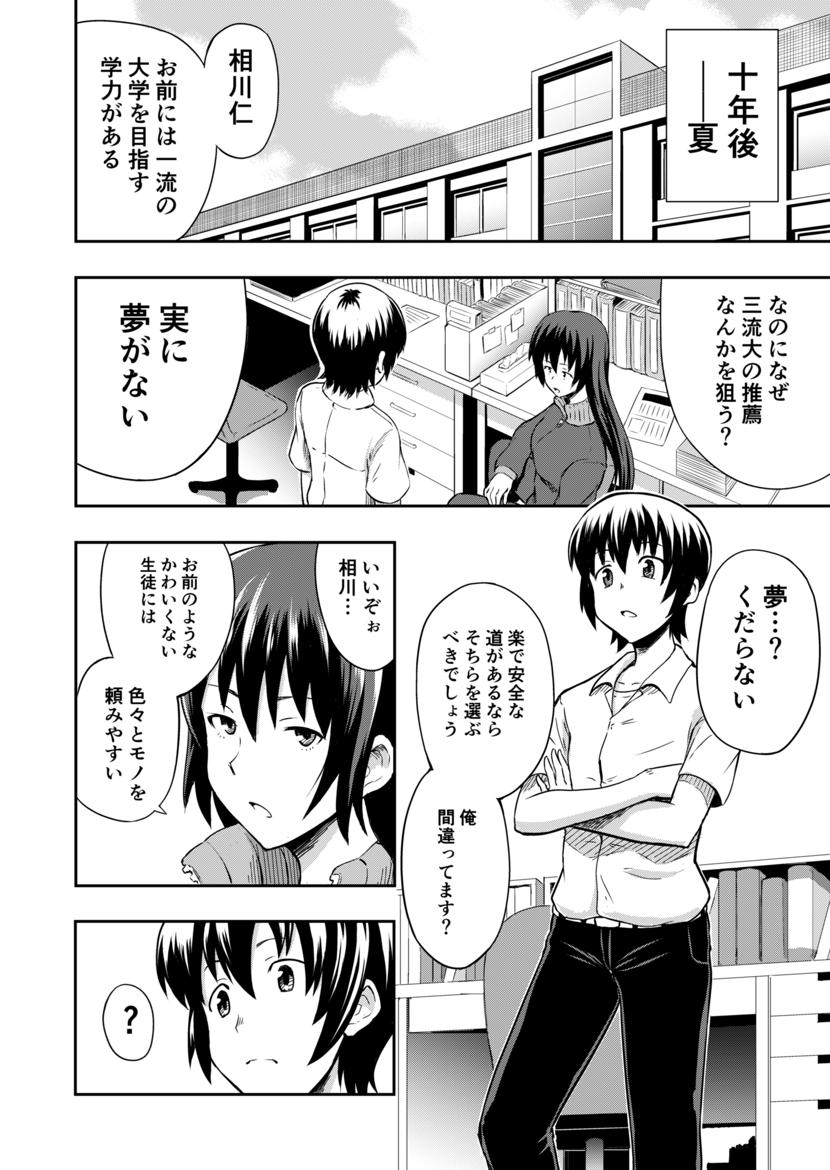 十年後
――夏
相川仁
お前には一流の
大学を目指す
学力がある
なのになぜ
三流大の推薦
なんかを狙う？
実に
夢がない
夢…？
くだらない
楽で安全な
道があるなら
そちらを選ぶ
べきでしょう
俺
間違ってます？
いいぞぉ
相川…
お前のような
かわいくない
生徒には
色々とモノを
頼みやすい
？